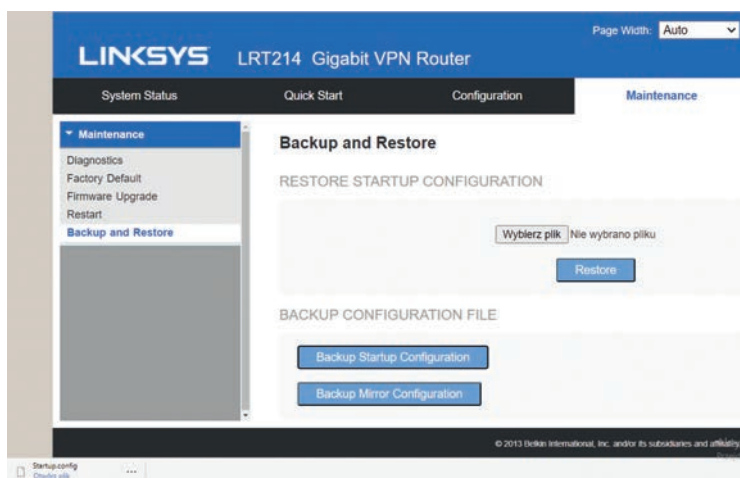 Page Width: Auto
LINKSYS LRT214 Gigabit VPN Router
System Status Quick Start Configuration Maintenance
Maintenance
Diagnostics
Factory Default
Firmware Upgrade
Restart
Backup and Restore
Backup and Restore
RESTORE STARTUP CONFIGURATION
Wybierz plik Nie wybrano pliku
Restore
BACKUP CONFIGURATION FILE
Backup Startup Configuration
Backup Mirror Configuration
© 2013 Belkin International, Inc. and/or its subsidiaries and
Startup.config
...